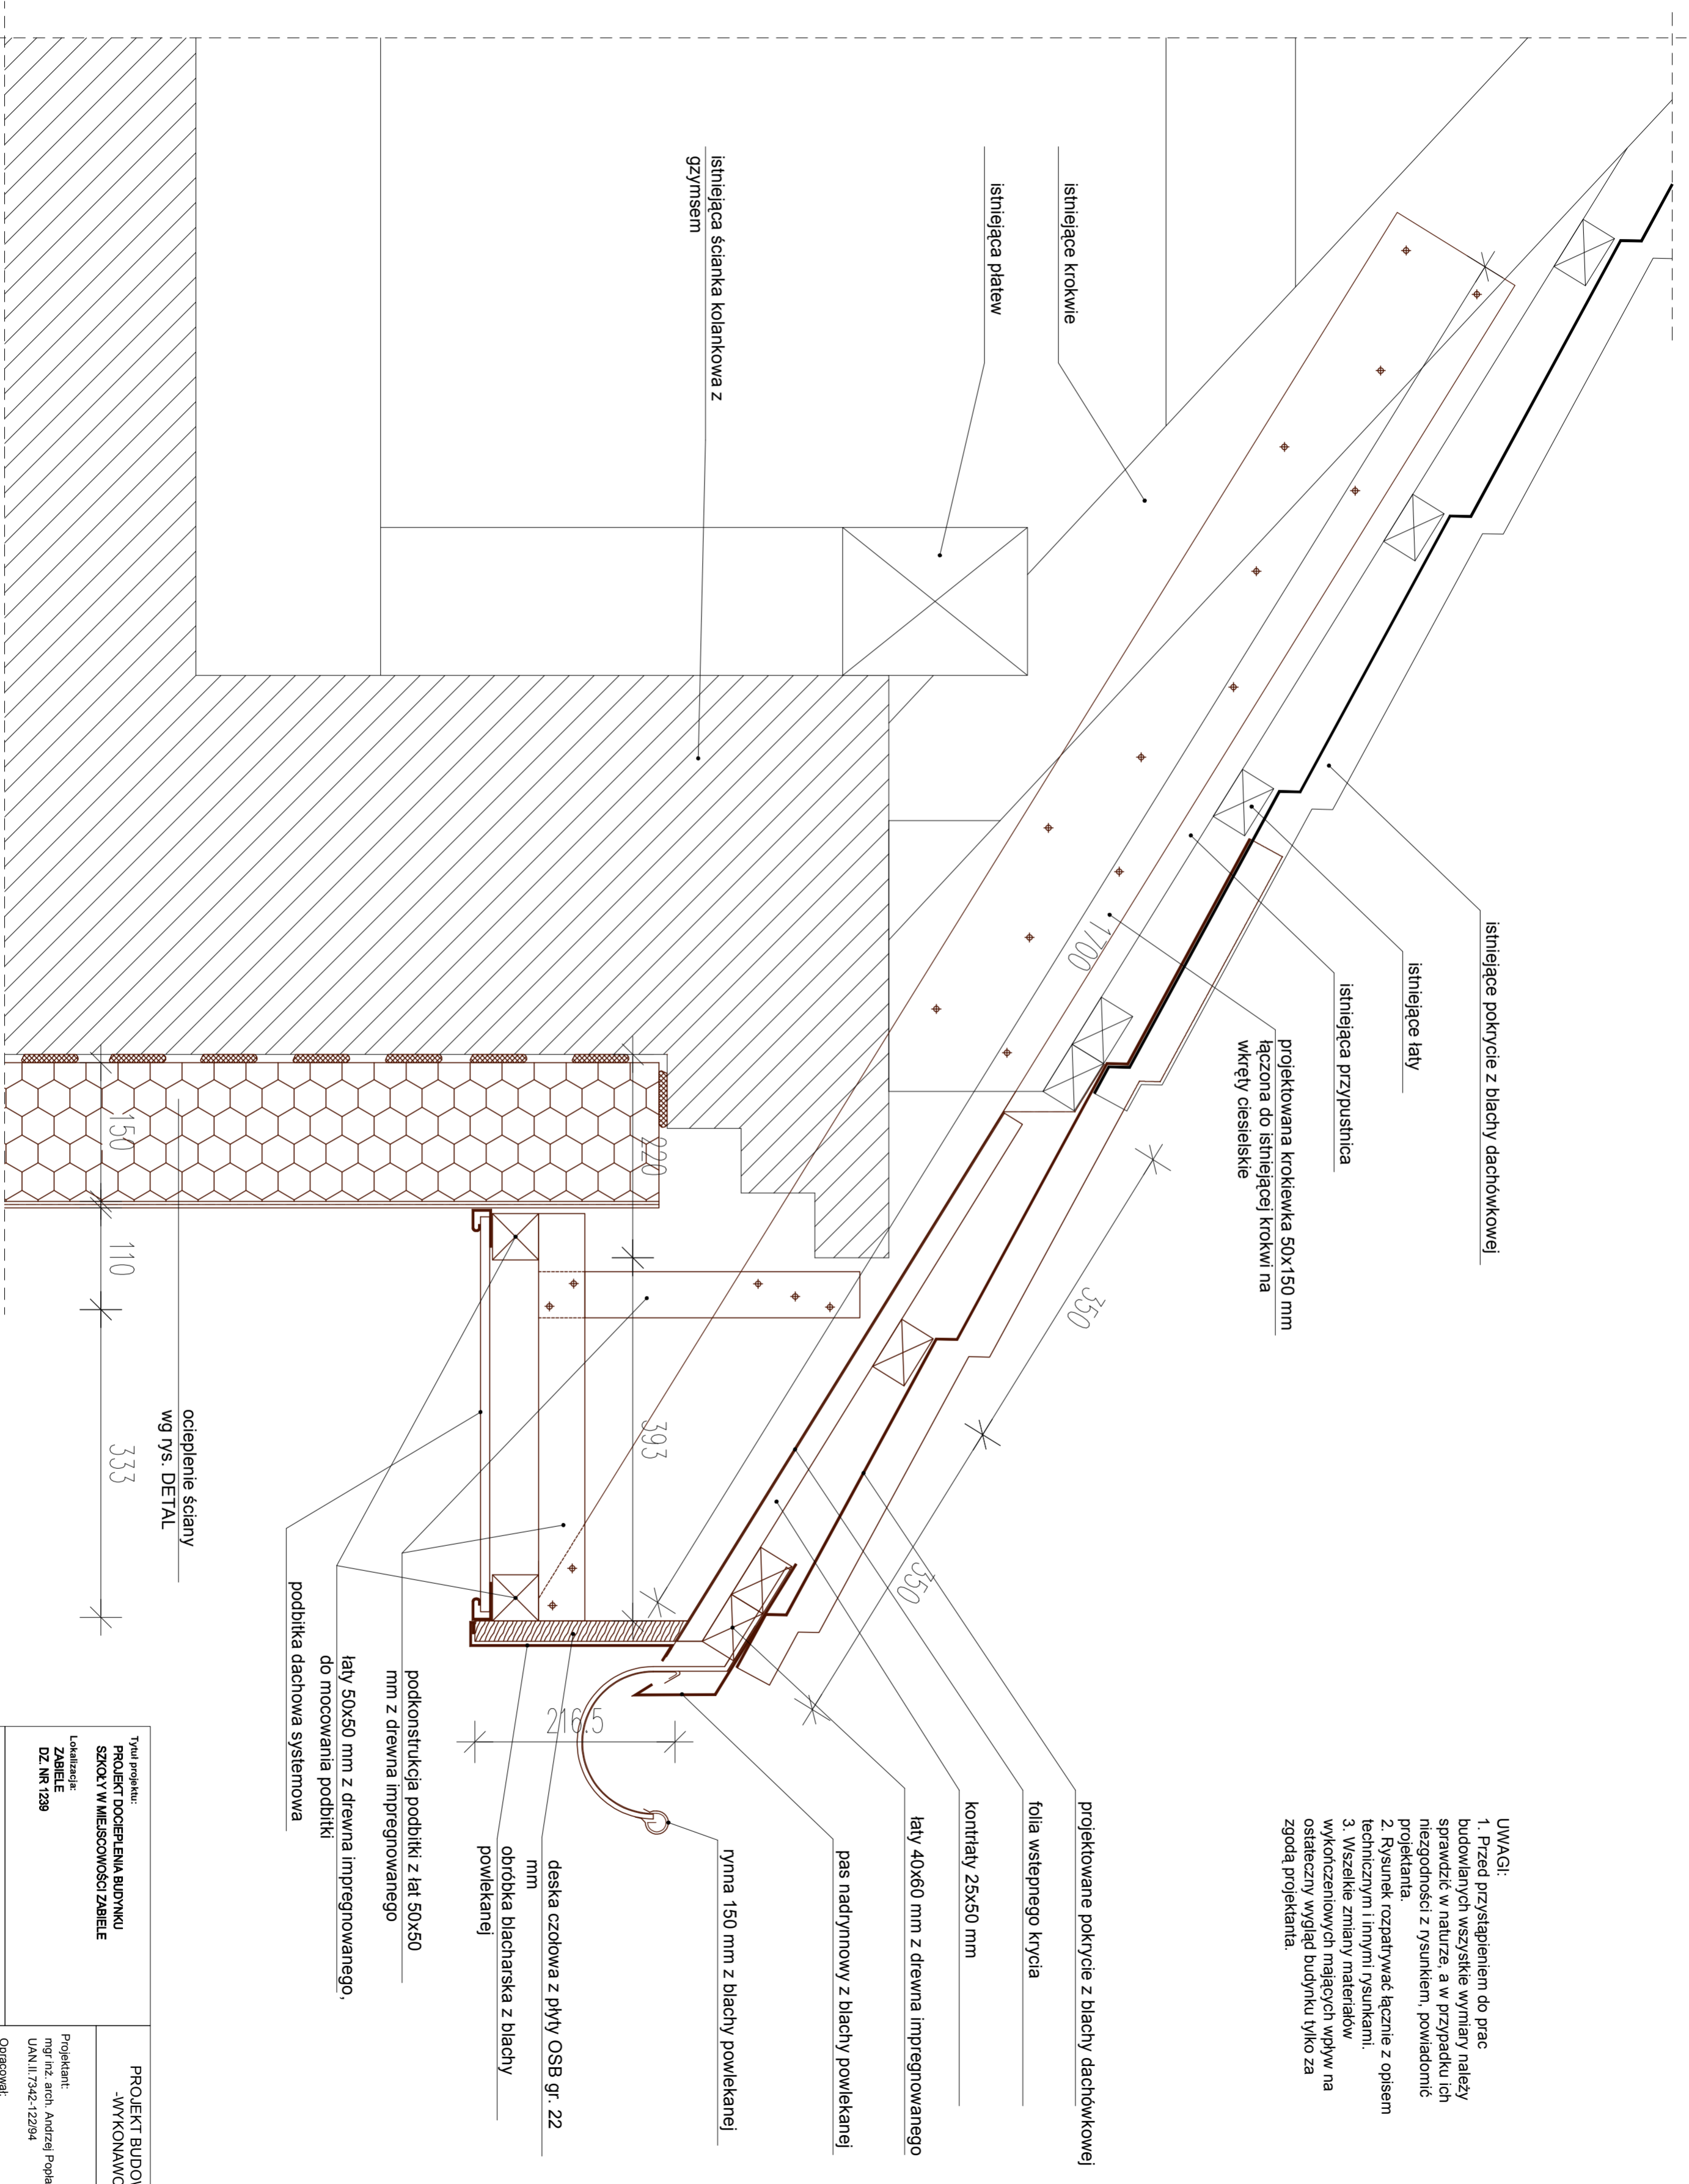 istniejące pokrycie z blachy dachówkowej
istniejące łaty
istniejąca przypustnica
projektowana krokiewka 50x150 mm
łączona do istniejącej krokwi na
wkręty ciesielskie
istniejące krokwie
istniejąca płatew
istniejąca ścianka kolankowa z
gzymsem
1700
350
350
220
393
150
110
333
216.5
ocieplenie ściany
wg rys. DETAL
UWAGI:
1. Przed przystąpieniem do prac
budowlanych wszystkie wymiary należy
sprawdzić w naturze, a w przypadku ich
niezgodności z rysunkiem, powiadomić
projektanta.
2. Rysunek rozpatrywać łącznie z opisem
technicznym i innymi rysunkami.
3. Wszelkie zmiany materiałów
wykończeniowych mających wpływ na
ostateczny wygląd budynku tylko za
zgodą projektanta.
projektowane pokrycie z blachy dachówkowej
folia wstepnego krycia
kontrłaty 25x50 mm
łaty 40x60 mm z drewna impregnowanego
pas nadrynnowy z blachy powlekanej
rynna 150 mm z blachy powlekanej
deska czołowa z płyty OSB gr. 22
mm
obróbka blacharska z blachy
powlekanej
podkonstrukcja podbitki z łat 50x50
mm z drewna impregnowanego
łaty 50x50 mm z drewna impregnowanego,
do mocowania podbitki
podbitka dachowa systemowa
Tytuł projektu:
PROJEKT DOCIEPLENIA BUDYNKU
SZKOŁY W MIEJSCOWOŚCI ZABIELE
Lokalizacja:
ZABIELE
DZ. NR 1239
PROJEKT
-WYKONAWC
Projektant:
mgr inż. arch. Andrzej
UAN.II.7342-122/94
Opracował: